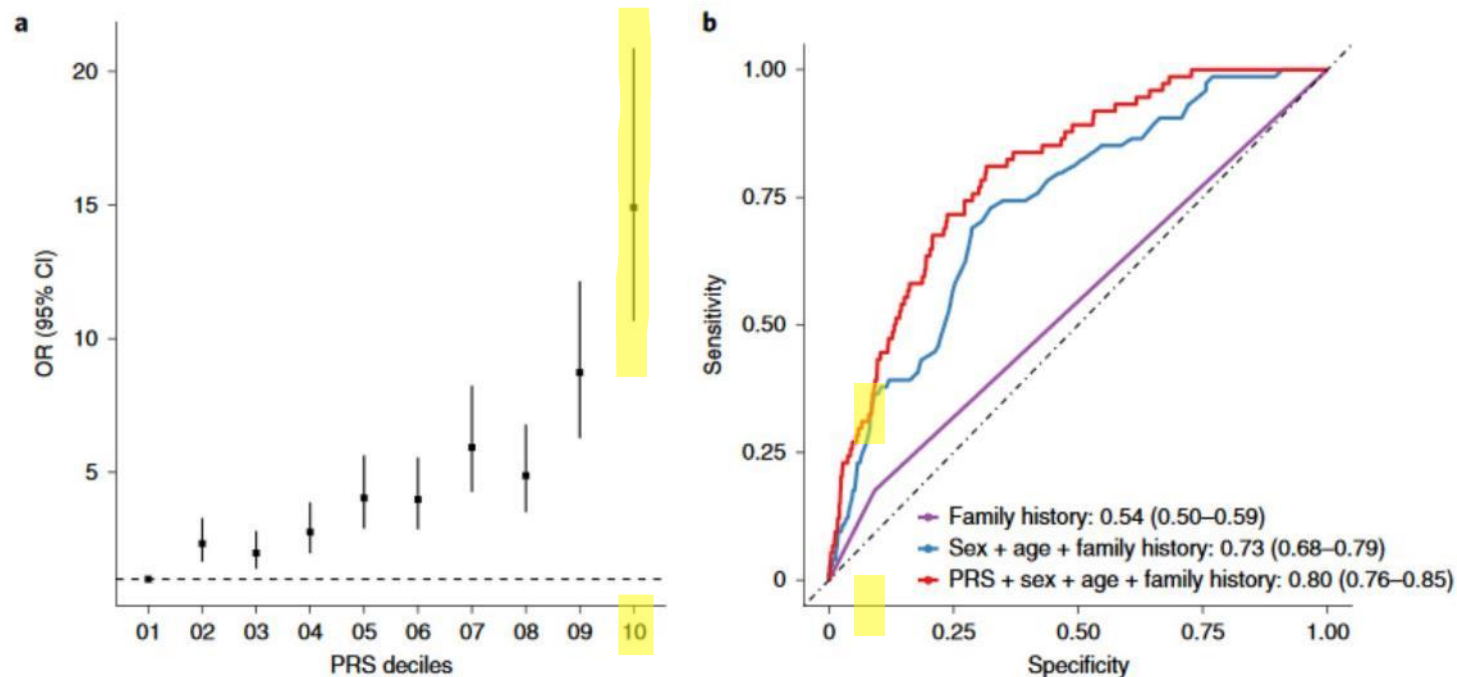 a
20
15
10
5
OR (95% CI)
01 02 03 04 05 06 07 08 09 10
PRS deciles
b
1.00
0.75
0.50
0.25
0
Sensitivity
Family history: 0.54 (0.50–0.59)
Sex + age + family history: 0.73 (0.68–0.79)
PRS + sex + age + family history: 0.80 (0.76–0.85)
0 0.25 0.50 0.75 1.00
Specificity